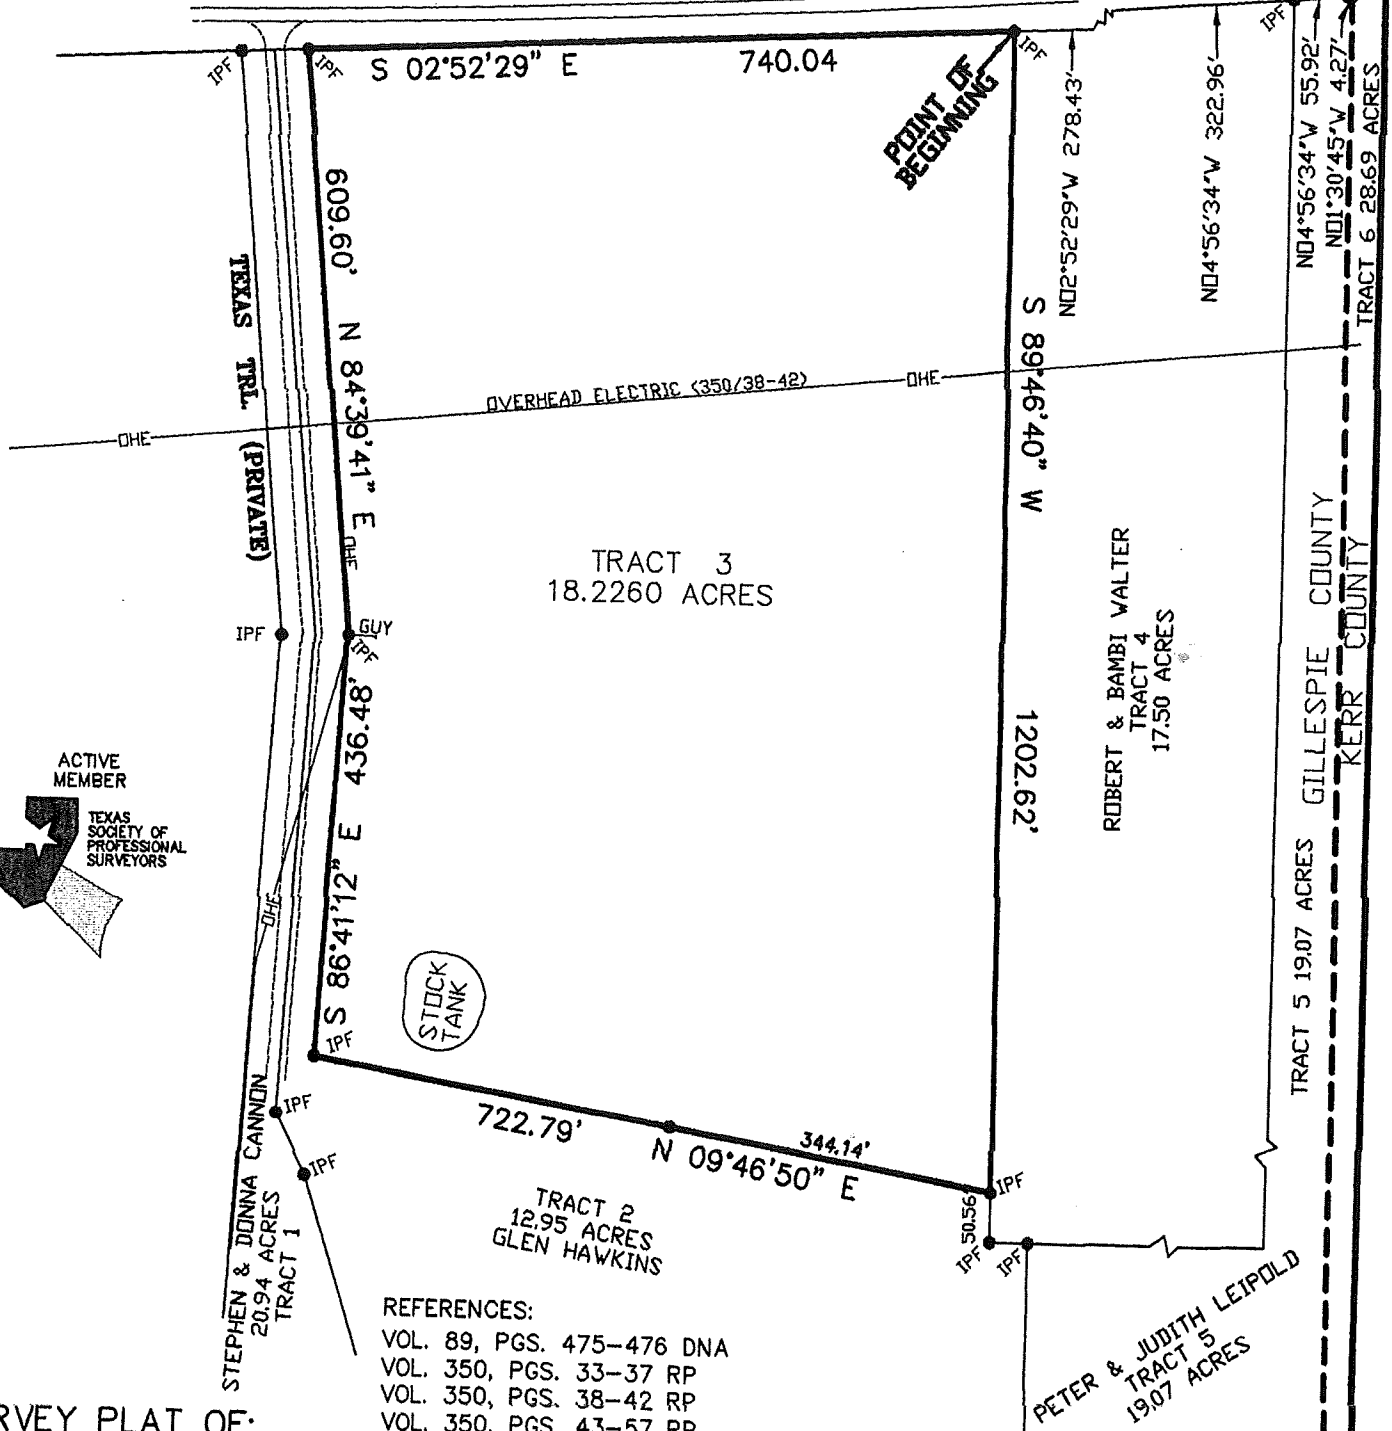 IPF
IPF
S 02°52'29" E
740.04
IPF
IPF
POINT OF
BEGINNING
N02°52'29"W 278.43'
N04°56'34"W 322.96'
N04°56'34"W 55.92'
N01°30'45"W 4.27'
TRACT 6 28.69 ACRES
609.60' N 84°39'41" E
TEXAS TRL. (PRIVATE)
S 89°46'40" W
1202.62'
OHE
OVERHEAD ELECTRIC (350/38-42)
OHE
OHE
TRACT 3
18.2260 ACRES
ROBERT & BAMBI WALTER
TRACT 4
17.50 ACRES
GILLESPIE COUNTY
KERR COUNTY
IPF
GUY
IPF
S 86°41'12" E 436.48'
ACTIVE
MEMBER
TEXAS
SOCIETY OF
PROFESSIONAL
SURVEYORS
OHE
TRACT 5 19.07 ACRES
STOCK
TANK
IPF
IPF
IPF
722.79'
N 09°46'50" E
344.14'
IPF
50.56'
IPF
IPF
TRACT 2
12.95 ACRES
GLEN HAWKINS
STEPHEN & DONNA CANNON
20.94 ACRES
TRACT 1
PETER & JUDITH LEIPOLD
TRACT 5
19.07 ACRES
REFERENCES:
VOL. 89, PGS. 475-476 DNA
VOL. 350, PGS. 33-37 RP
VOL. 350, PGS. 38-42 RP
VOL. 350, PGS. 43-57 RP
RVEY PLAT OF: